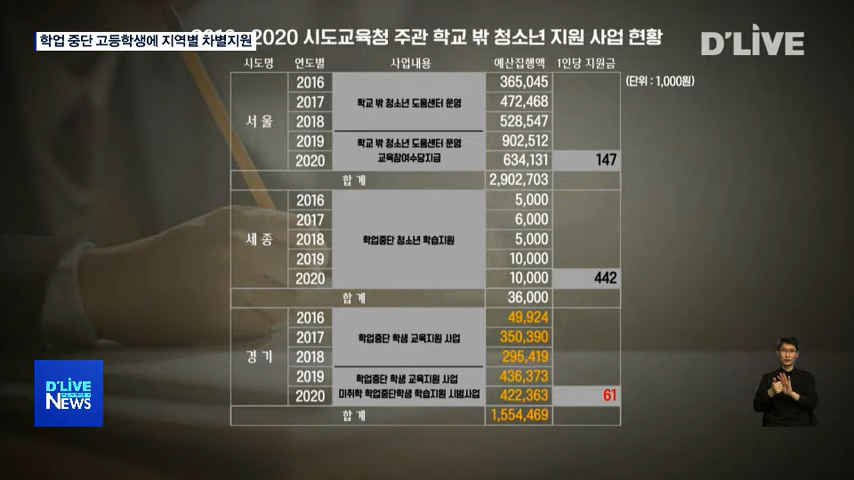 학업 중단 고등학생에 지역별 차별지원
2020 시도교육청 주관 학교 밖 청소년 지원 사업 현황
D'LIVE
시도명 연도별 사업내용 예산집행액 1인당 지원금
(단위 : 1,000원)
서울
2016 365,045
2017 학교 밖 청소년 도움센터 운영 472,468
2018 528,547
2019 학교 밖 청소년 도움센터 운영 902,512
2020 교육참여수당지급 634,131 147
합계 2,902,703
세종
2016 5,000
2017 6,000
2018 학업중단 청소년 학습지원 5,000
2019 10,000
2020 10,000 442
합계 36,000
경기
2016 49,924
2017 학업중단 학생 교육지원 사업 350,390
2018 295,419
2019 학업중단 학생 교육지원 사업 436,373
2020 미취학 학업중단학생 학습지원 시범사업 422,363 61
합계 1,554,469
D'LIVE
NEWS